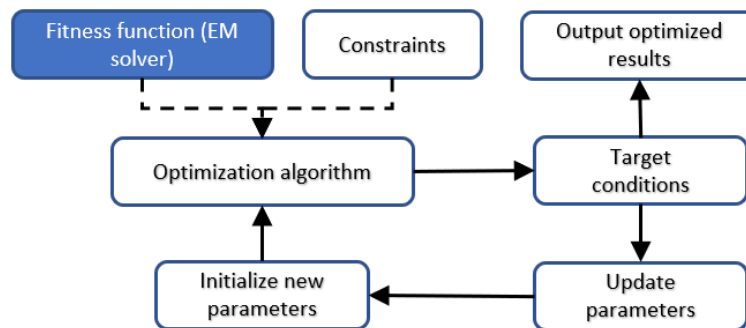 Fitness function (EM
solver)
Constraints
Output optimized
results
Optimization algorithm
Target
conditions
Initialize new
parameters
Update
parameters